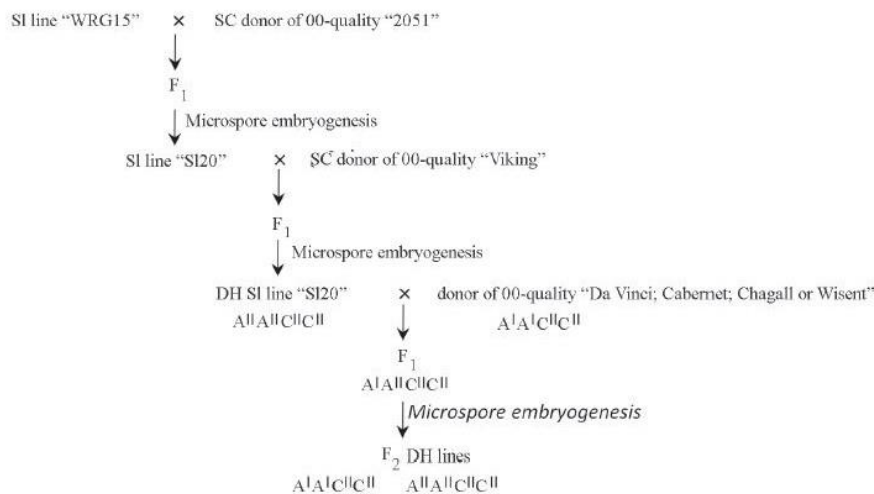 SI line “WRG15” × SC donor of 00-quality “2051”
F1
Microspore embryogenesis
SI line “SI20” × SC donor of 00-quality “Viking”
F1
Microspore embryogenesis
DH SI line “SI20” × donor of 00-quality “Da Vinci; Cabernet; Chagall or Wisent”
AᴵᴵAᴵᴵCᴵᴵCᴵᴵ AᴵAᴵCᴵᴵCᴵᴵ
F1
AᴵAᴵᴵCᴵᴵCᴵᴵ
Microspore embryogenesis
F2 DH lines
AᴵAᴵCᴵᴵCᴵᴵ AᴵᴵAᴵᴵCᴵᴵCᴵᴵ